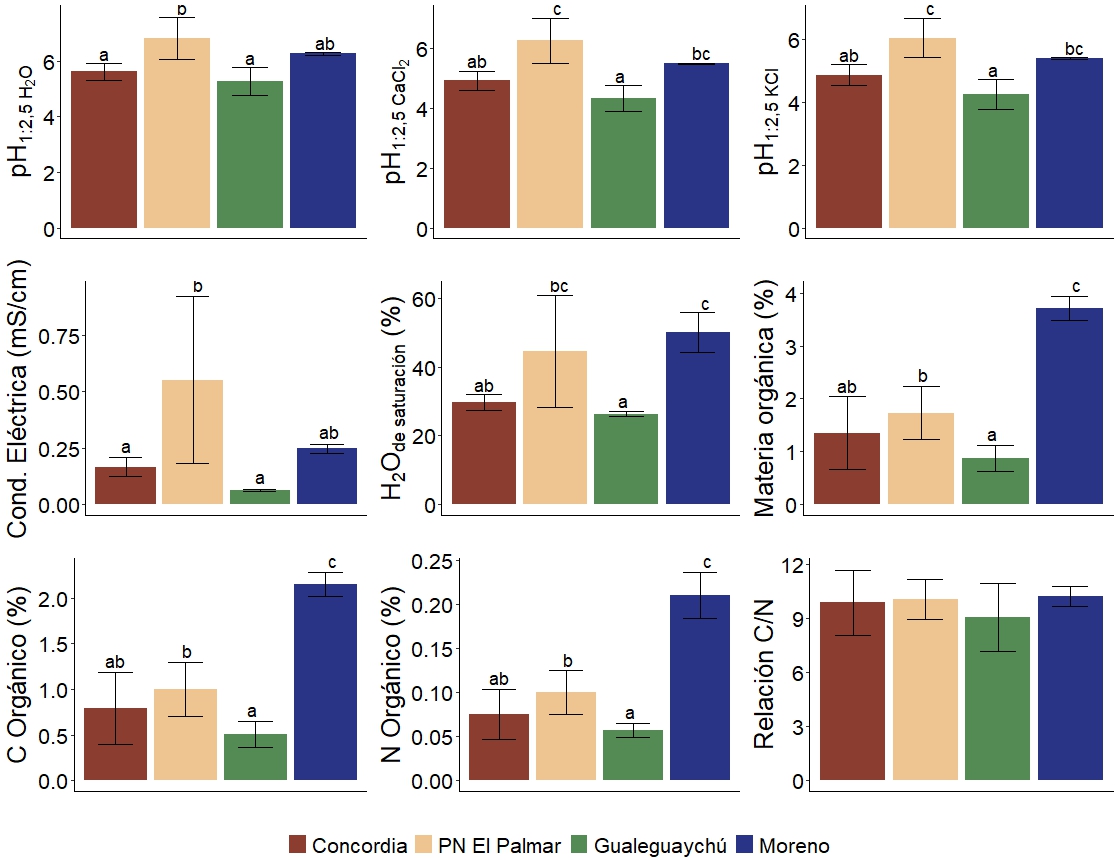 pH1:2,5 H2O
6
4
2
0
a
b
a
ab
pH1:2,5 CaCl2
6
4
2
0
ab
c
a
bc
pH1:2,5 KCl
6
4
2
0
ab
c
a
bc
Cond. Eléctrica (mS/cm)
0.75
0.50
0.25
0.00
a
b
a
ab
H2Ode saturación (%)
60
40
20
0
ab
bc
a
c
Materia orgánica (%)
4
3
2
1
0
ab
b
a
c
C Orgánico (%)
2.0
1.5
1.0
0.5
0.0
ab
b
a
c
N Orgánico (%)
0.25
0.20
0.15
0.10
0.05
0.00
ab
b
a
c
Relación C/N
12
9
6
3
0
Concordia PN El Palmar Gualeguaychú Moreno